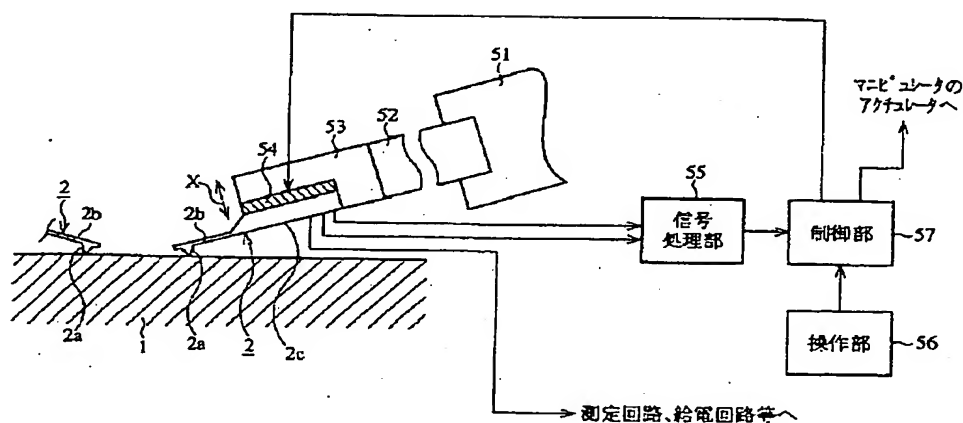 51
マニピュレータの
アクチュレータへ
52
53
54
X
55
2
2b
2b
信号
処理部
制御部
57
2a
1
2a
2
2c
操作部
56
測定回路、給電回路等へ